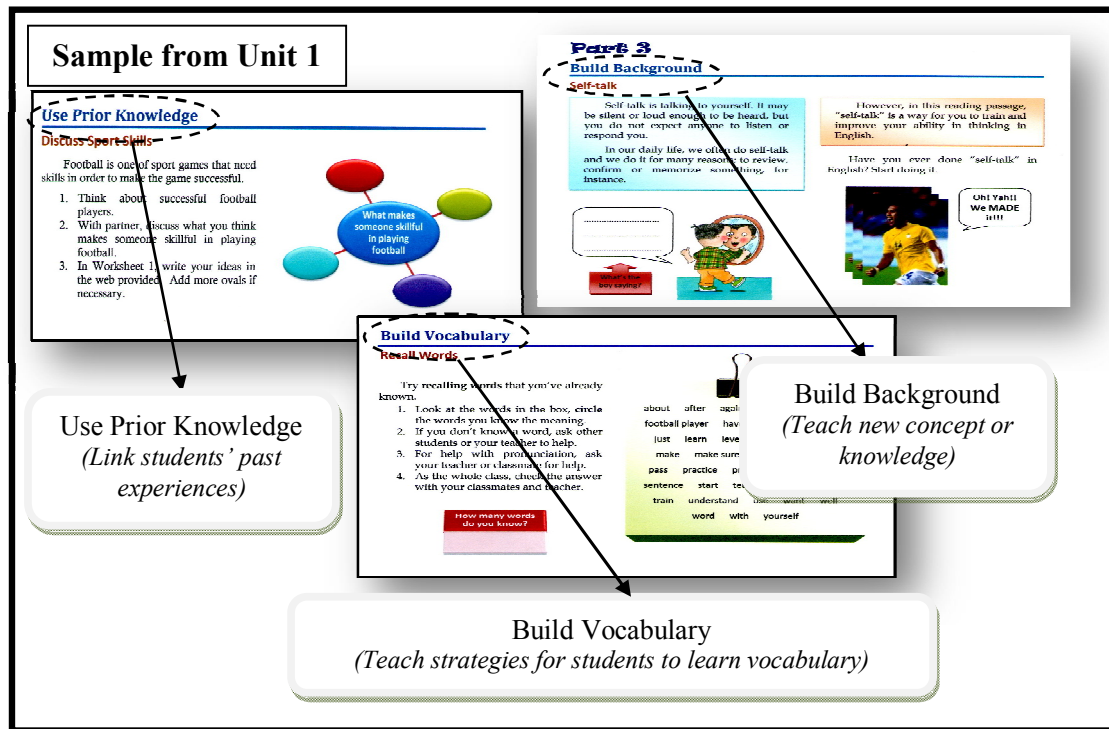 Sample from Unit 1
Use Prior Knowledge
Discuss Sport Skills
Football is one of sport games that need
skills in order to make the game successful.
1. Think about successful football
players.
2. With partner, discuss what you think
makes someone skillful in playing
football.
3. In Worksheet 1, write your ideas in
the web provided. Add more ovals if
necessary.
What makes
someone skillful
in playing
football
Part 3
Build Background
Self-talk
Self talk is talking to yourself. It may
be silent or loud enough to be heard, but
you do not expect anyone to listen or
respond you.
In our daily life, we often do self-talk
and we do it for many reasons: to review,
confirm or memorize something, for
instance.
However, in this reading passage,
"self-talk" is a way for you to train and
improve your ability in thinking in
English.
Have you ever done "self-talk" in
English? Start doing it.
What's the
boy saying?
Oh! Yah!!
We MADE
it!!!
Build Vocabulary
Recall Words
Try recalling words that you've already
known.
1. Look at the words in the box, circle
the words you know the meaning.
2. If you don't know a word, ask other
students or your teacher to help.
3. For help with pronunciation, ask
your teacher or classmate for help.
4. As the whole class, check the answer
with your classmates and teacher.
How many words
do you know?
about after
football player
just learn
make make sure
pass practice
sentence start
train understand use want well
word with yourself
Use Prior Knowledge
(Link students' past
experiences)
Build Background
(Teach new concept or
knowledge)
Build Vocabulary
(Teach strategies for students to learn vocabulary)